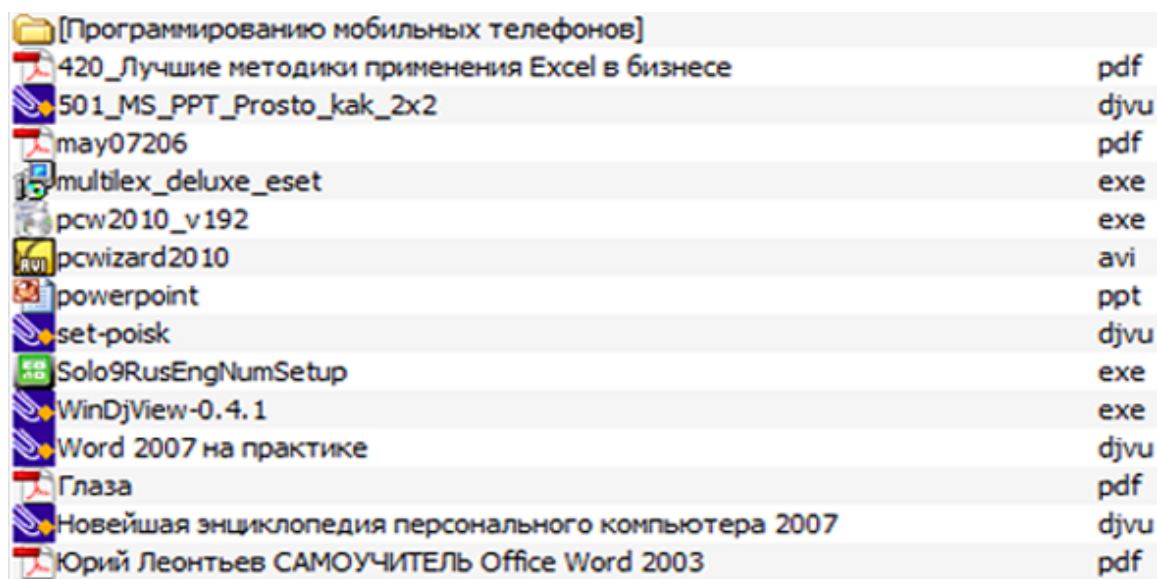 [Программированию мобильных телефонов]
420_Лучшие методики применения Excel в бизнесе pdf
501_MS_PPT_Prosto_kak_2x2 djvu
may07206 pdf
multilex_deluxe_eset exe
pcw2010_v192 exe
pcwizard2010 avi
powerpoint ppt
set-poisk djvu
Solo9RusEngNumSetup exe
WinDjView-0.4.1 exe
Word 2007 на практике djvu
Глаза pdf
Новейшая энциклопедия персонального компьютера 2007 djvu
Юрий Леонтьев САМОУЧИТЕЛЬ Office Word 2003 pdf